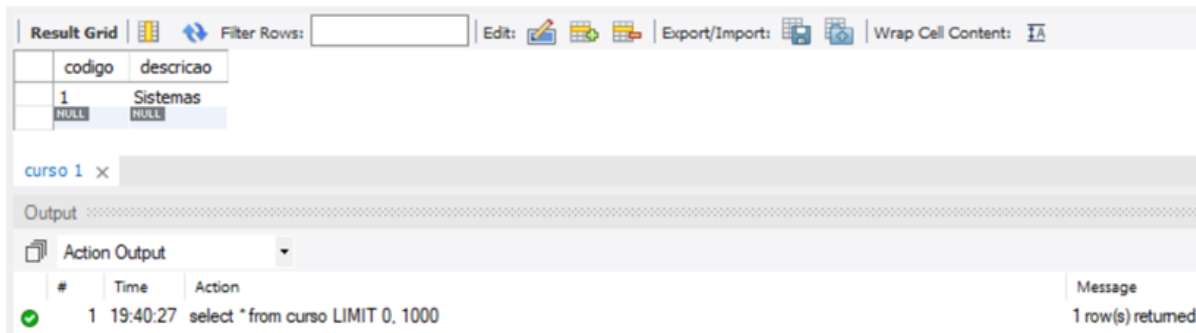 Result Grid Filter Rows: Edit: Export/Import: Wrap Cell Content: IA
codigo descricao
1 Sistemas
NULL NULL
curso 1 ×
Output
Action Output
# Time Action Message
1 19:40:27 select * from curso LIMIT 0, 1000 1 row(s) returned